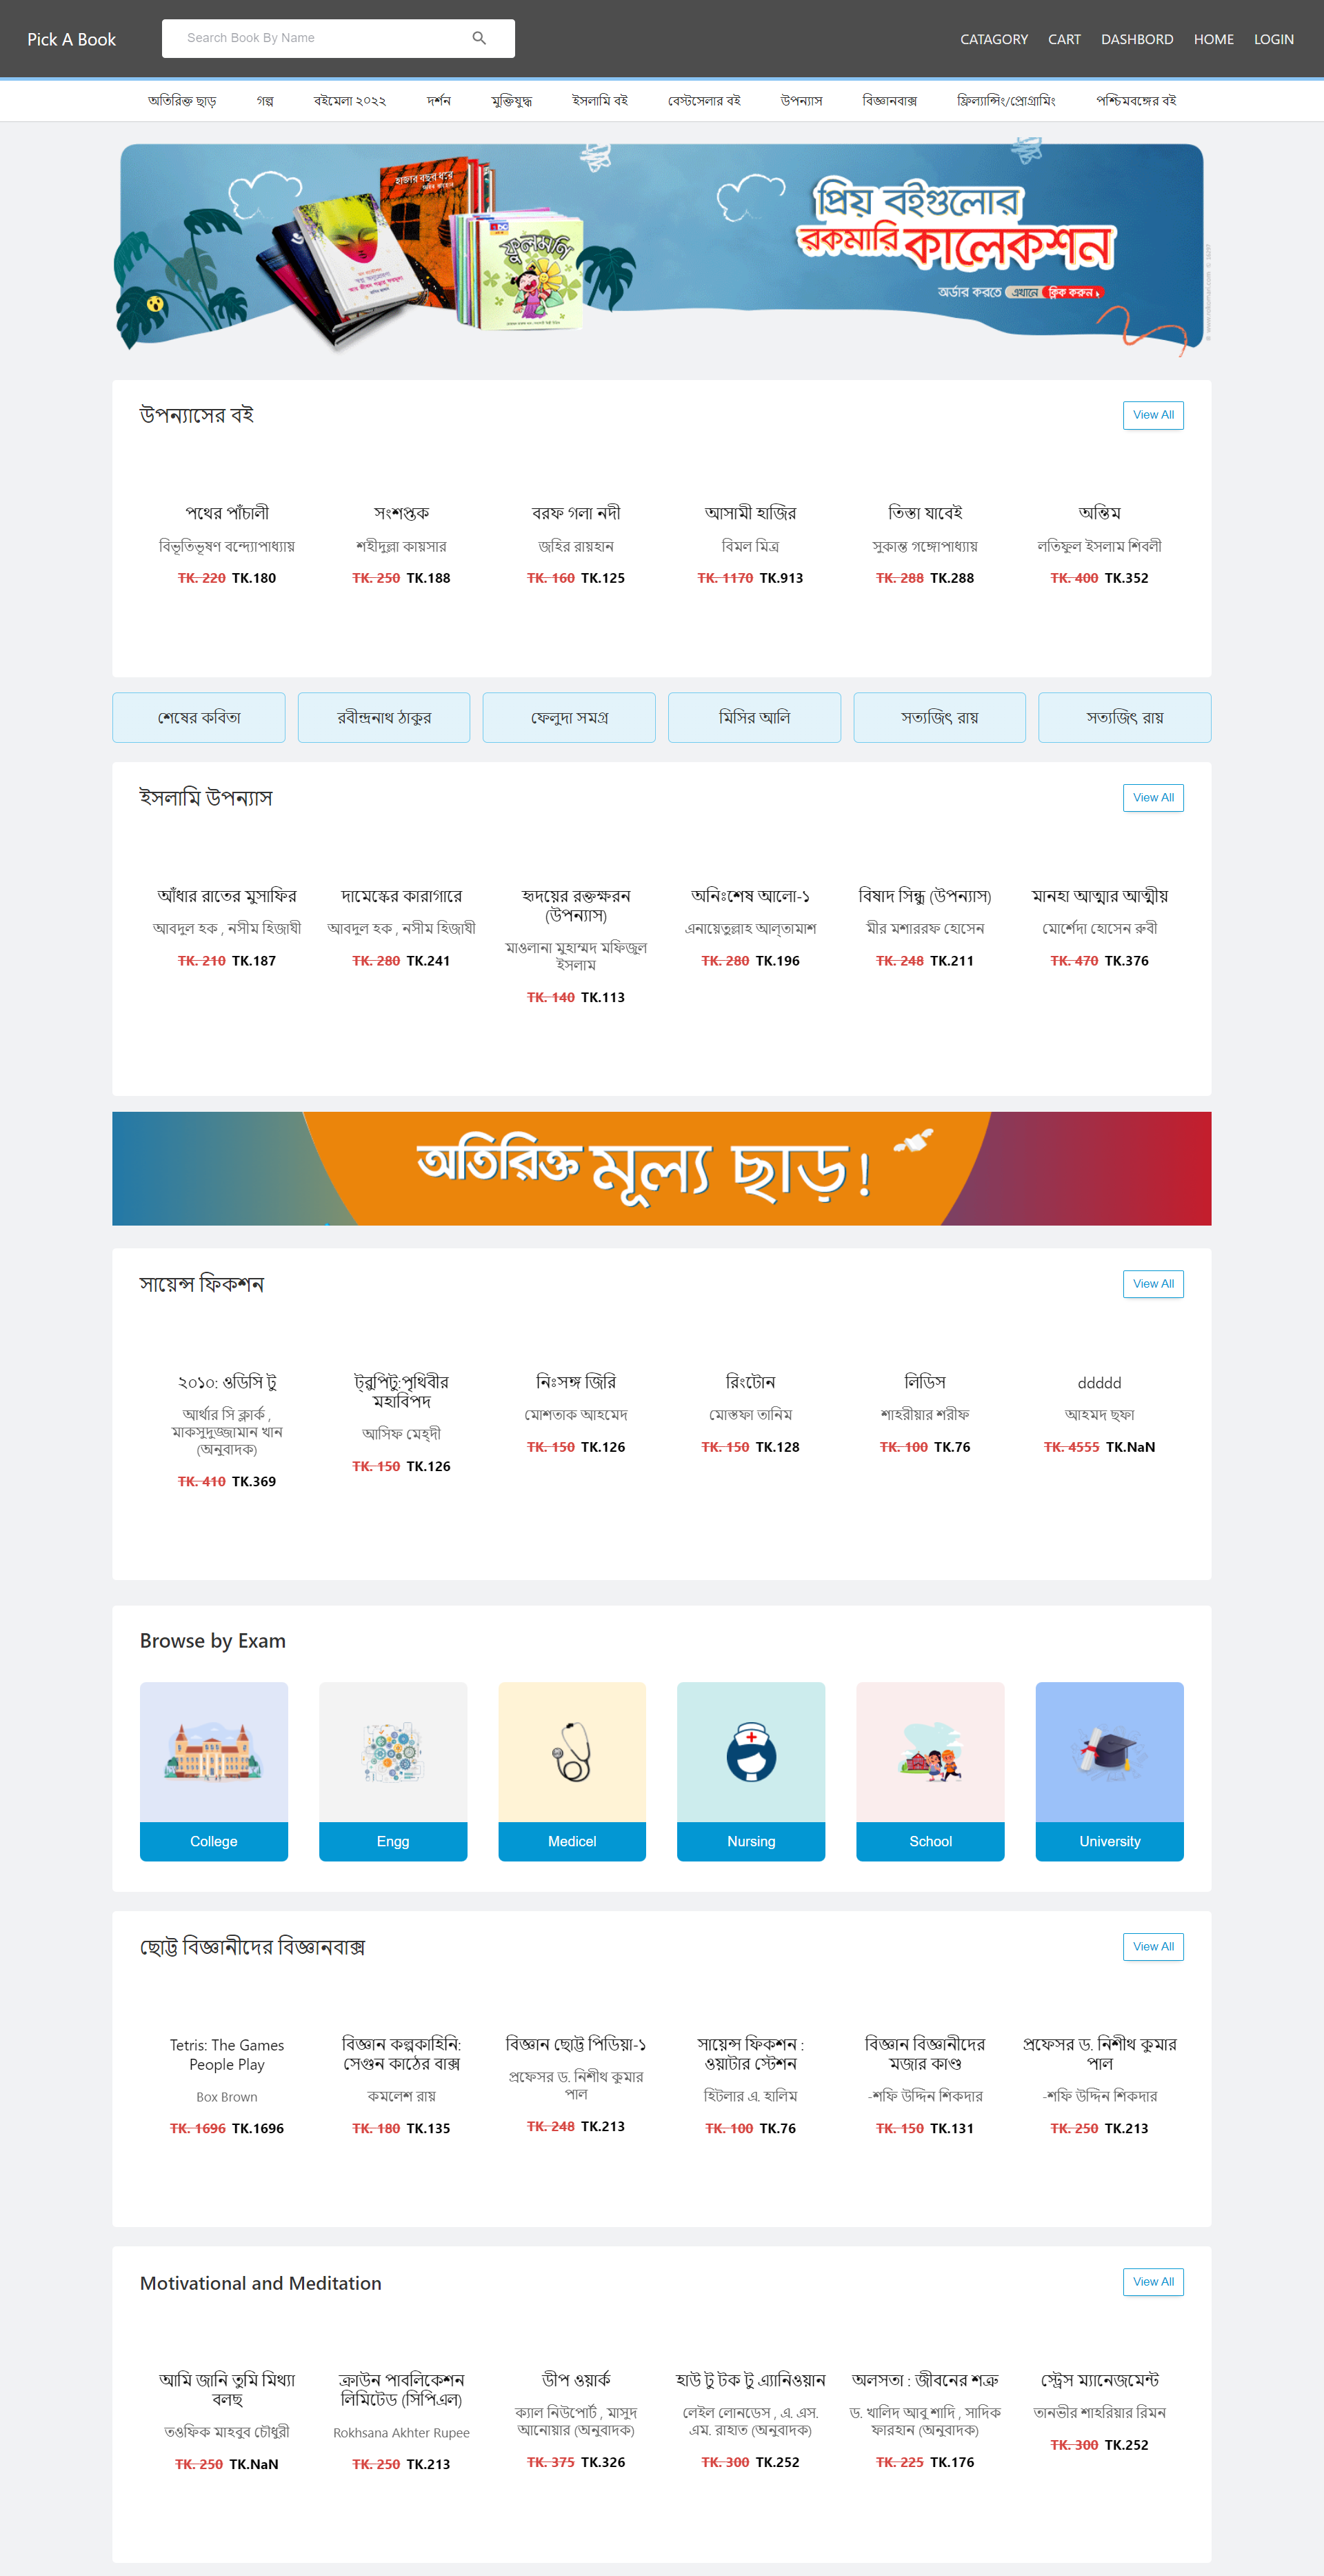 Pick A Book
Search Book By Name
CATAGORY CART DASHBORD HOME LOGIN
অতিরিক্ত ছাড় গল্প বইমেলা ২০২২ দর্শন মুক্তিযুদ্ধ ইসলামি বই বেস্টসেলার বই উপন্যাস বিজ্ঞানবাক্স ফ্রিল্যান্সিং/প্রোগ্রামিং পশ্চিমবঙ্গের বই
হাজার বছর ধরে
ফুলমণি
প্রিয় বইগুলোর
রকমারি কালেকশন
অর্ডার করতে এখানে ক্লিক করুন
উপন্যাসের বই View All
পথের পাঁচালী সংশপ্তক বরফ গলা নদী আসামী হাজির তিস্তা যাবেই অন্তিম
বিভূতিভূষণ বন্দ্যোপাধ্যায় শহীদুল্লা কায়সার জহির রায়হান বিমল মিত্র সুকান্ত গঙ্গোপাধ্যায় লতিফুল ইসলাম শিবলী
TK. 220 TK.180 TK. 250 TK.188 TK. 160 TK.125 TK. 1170 TK.913 TK. 288 TK.288 TK. 400 TK.352
শেষের কবিতা রবীন্দ্রনাথ ঠাকুর ফেলুদা সমগ্র মিসির আলি সত্যজিৎ রায় সত্যজিৎ রায়
ইসলামি উপন্যাস View All
আঁধার রাতের মুসাফির দামেস্কের কারাগারে হৃদয়ের রক্তক্ষরন অনিঃশেষ আলো-১ বিষাদ সিন্ধু (উপন্যাস) মানহা আত্মার আত্মীয়
(উপন্যাস)
আবদুল হক , নসীম হিজাযী আবদুল হক , নসীম হিজাযী মাওলানা মুহাম্মদ মফিজুল এনায়েতুল্লাহ আল্‌তামাশ মীর মশাররফ হোসেন মোর্শেদা হোসেন রুবী
ইসলাম
TK. 210 TK.187 TK. 280 TK.241 TK. 140 TK.113 TK. 280 TK.196 TK. 248 TK.211 TK. 470 TK.376
অতিরিক্ত মূল্য ছাড়!
সায়েন্স ফিকশন View All
২০১০: ওডিসি টু ট্রুপিটু:পৃথিবীর নিঃসঙ্গ জিরি রিংটোন লিডিস ddddd
মহাবিপদ
আর্থার সি ক্লার্ক , আসিফ মেহ্‌দী মোশতাক আহমেদ মোস্তফা তানিম শাহরীয়ার শরীফ আহমদ ছফা
মাকসুদুজ্জামান খান
(অনুবাদক)
TK. 410 TK.369 TK. 150 TK.126 TK. 150 TK.126 TK. 150 TK.128 TK. 100 TK.76 TK. 4555 TK.NaN
Browse by Exam
College Engg Medicel Nursing School University
ছোট্ট বিজ্ঞানীদের বিজ্ঞানবাক্স View All
Tetris: The Games বিজ্ঞান কল্পকাহিনি: বিজ্ঞান ছোট্ট পিডিয়া-১ সায়েন্স ফিকশন : বিজ্ঞান বিজ্ঞানীদের প্রফেসর ড. নিশীথ কুমার
People Play সেগুন কাঠের বাক্স ওয়াটার স্টেশন মজার কাণ্ড পাল
Box Brown কমলেশ রায় প্রফেসর ড. নিশীথ কুমার হিটলার এ. হালিম -শফি উদ্দিন শিকদার -শফি উদ্দিন শিকদার
পাল
TK. 1696 TK.1696 TK. 180 TK.135 TK. 248 TK.213 TK. 100 TK.76 TK. 150 TK.131 TK. 250 TK.213
Motivational and Meditation View All
আমি জানি তুমি মিথ্যা ক্রাউন পাবলিকেশন ডীপ ওয়ার্ক হাউ টু টক টু এ্যানিওয়ান অলসতা : জীবনের শত্রু স্ট্রেস ম্যানেজমেন্ট
বলছ লিমিটেড (সিপিএল)
তওফিক মাহবুব চৌধুরী Rokhsana Akhter Rupee ক্যাল নিউপোর্ট , মাসুদ লেইল লোনডেস , এ. এস. ড. খালিদ আবু শাদি , সাদিক তানভীর শাহরিয়ার রিমন
আনোয়ার (অনুবাদক) এম. রাহাত (অনুবাদক) ফারহান (অনুবাদক)
TK. 250 TK.NaN TK. 250 TK.213 TK. 375 TK.326 TK. 300 TK.252 TK. 225 TK.176 TK. 300 TK.252